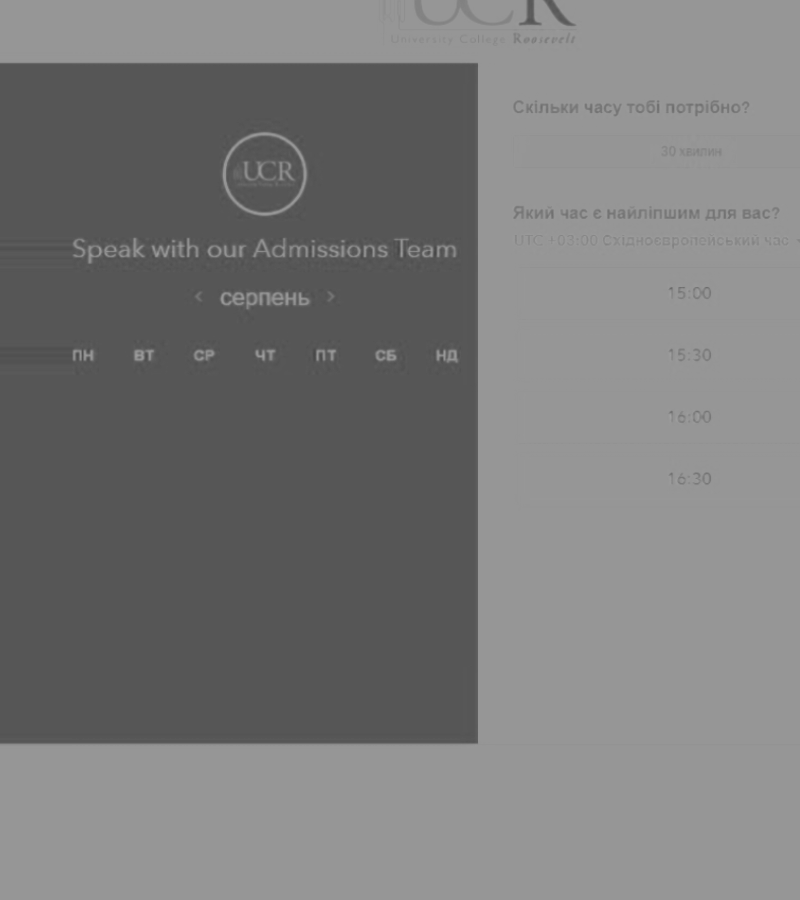 UCR
University College Roosevelt
UCR
Speak with our Admissions Team
< серпень >
ПН ВТ СР ЧТ ПТ СБ НД
Скільки часу тобі потрібно?
30 хвилин
Який час є найліпшим для вас?
UTC +03:00 Східноєвропейський час
15:00
15:30
16:00
16:30